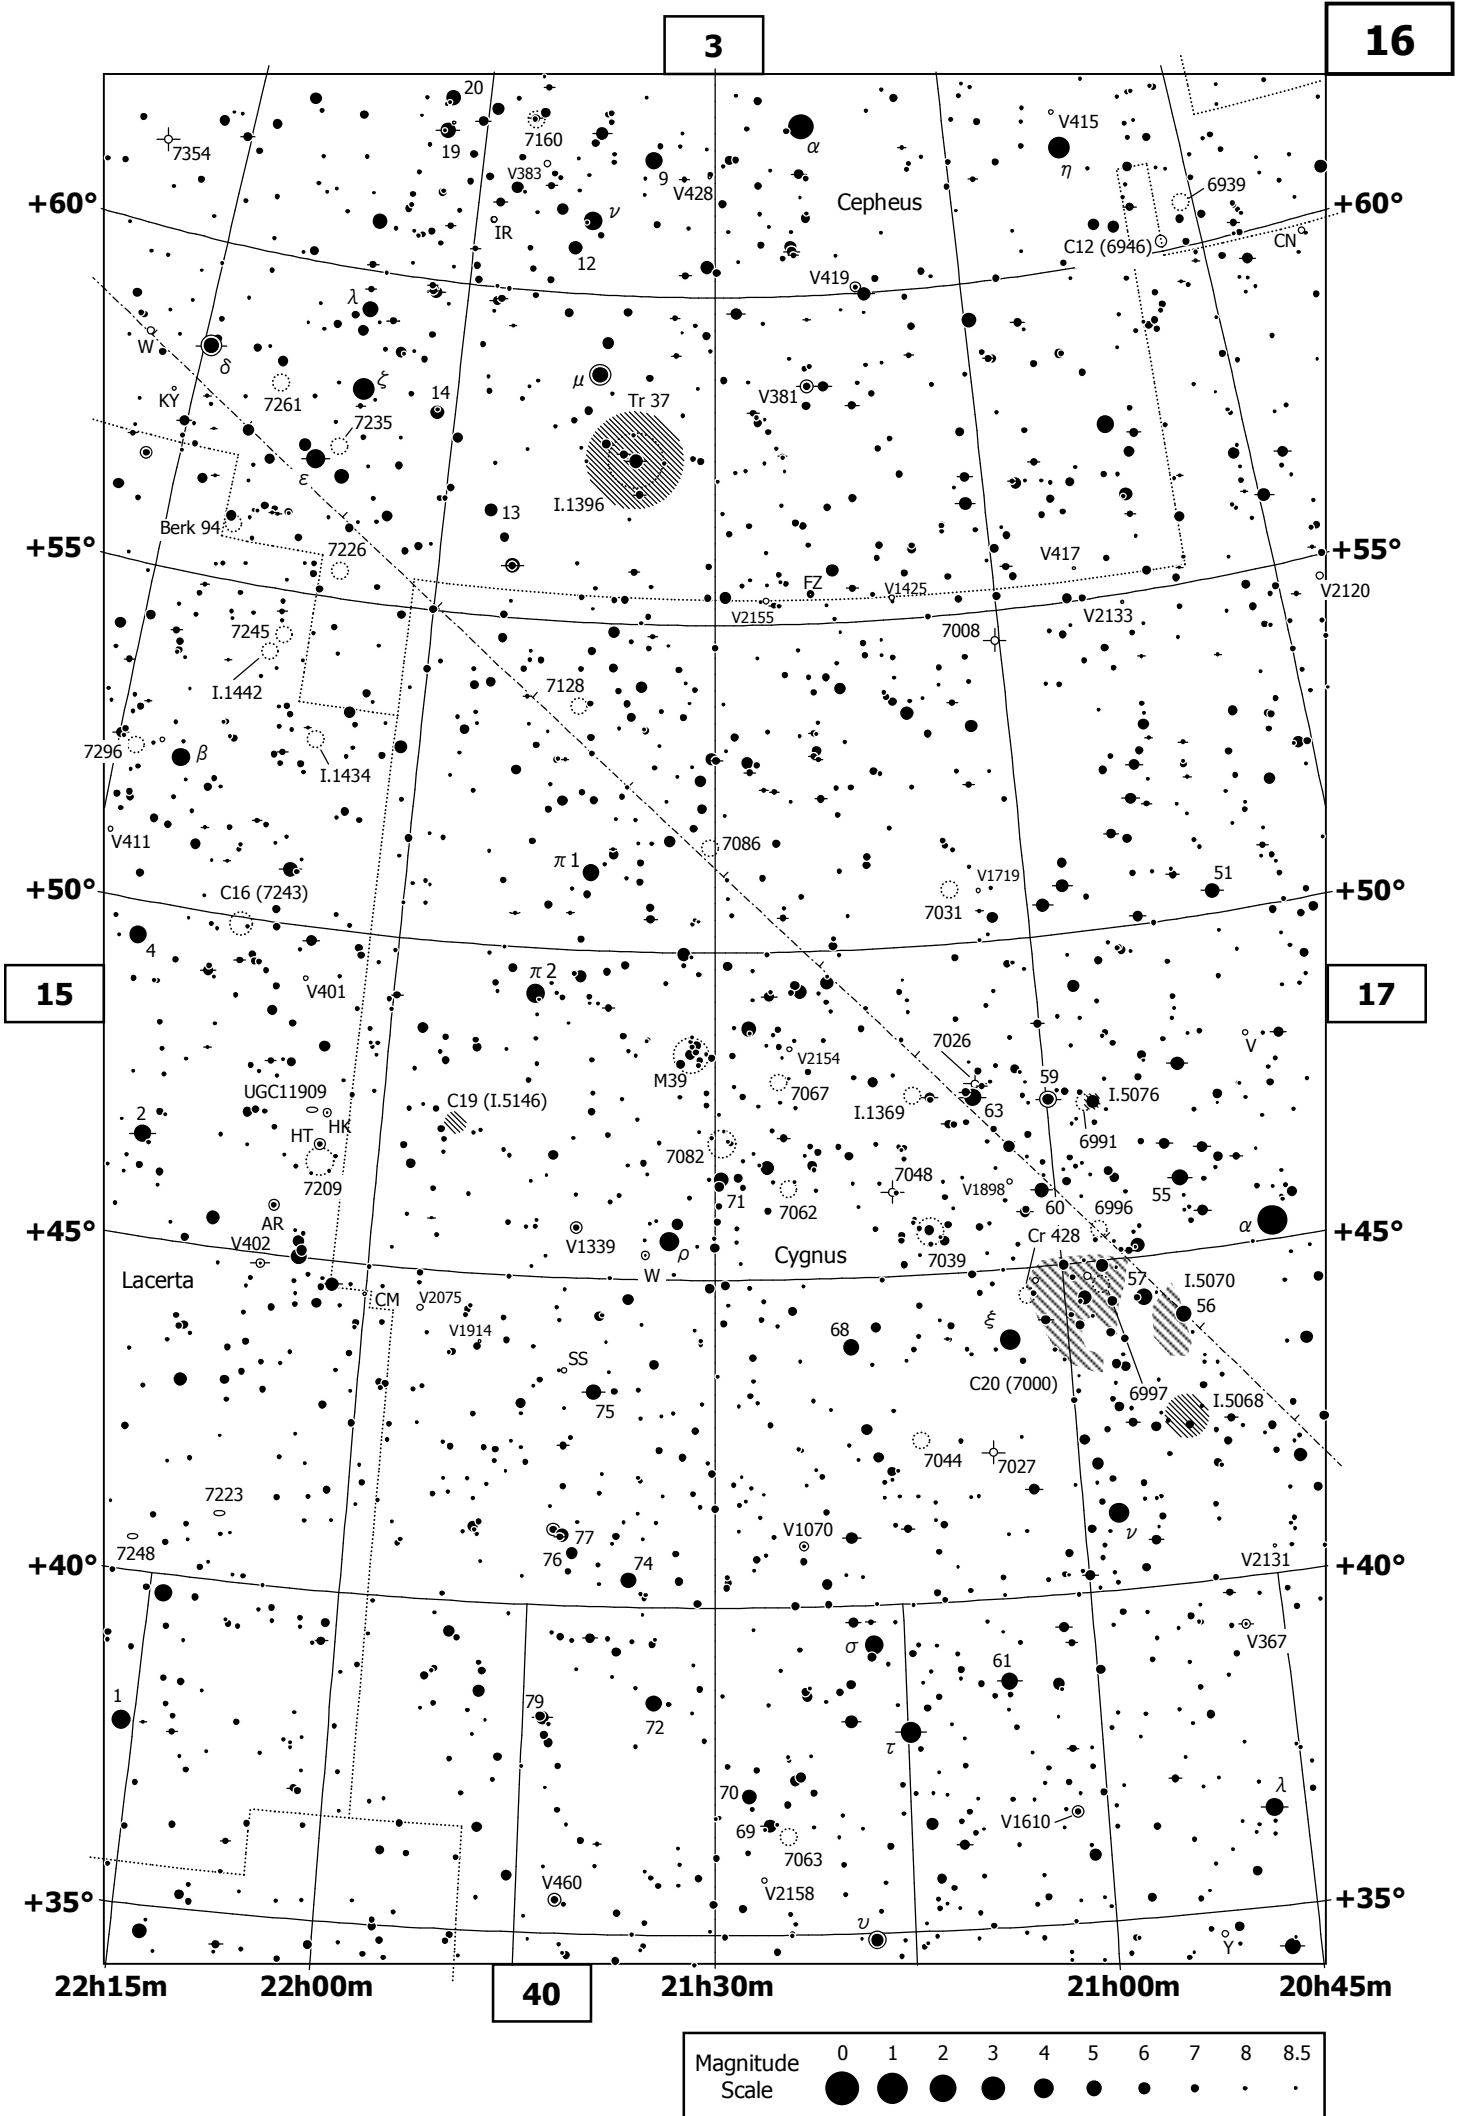 3
16
20
7160
19
V383
9
V428
α
V415
η
7354
+60°
ν
IR
12
Cepheus
6939
+60°
C12 (6946)
CN
V419
λ
W
δ
KY
7261
ζ
7235
14
μ
Tr 37
V381
ε
I.1396
13
Berk 94
+55°
7226
V417
+55°
FZ
V1425
V2155
V2133
V2120
7245
7008
I.1442
7128
7296
β
I.1434
V411
7086
π 1
+50°
C16 (7243)
V1719
7031
51
+50°
4
π 2
15
17
V401
7026
V
M39
V2154
7067
59
I.5076
UGC11909
C19 (I.5146)
I.1369
63
2
HK
HT
6991
7082
7209
7048
V1898
71
7062
60
55
6996
AR
+45°
V402
V1339
ρ
W
Cygnus
7039
Cr 428
α
+45°
Lacerta
57
I.5070
56
CM
V2075
V1914
68
ξ
SS
C20 (7000)
75
6997
I.5068
7044
7027
7223
7248
77
76
V1070
ν
V2131
+40°
74
+40°
V367
σ
61
1
79
72
τ
70
λ
69
V1610
7063
V460
V2158
+35°
υ
+35°
Y
22h15m
22h00m
40
21h30m
21h00m
20h45m
Magnitude
Scale
0 1 2 3 4 5 6 7 8 8.5